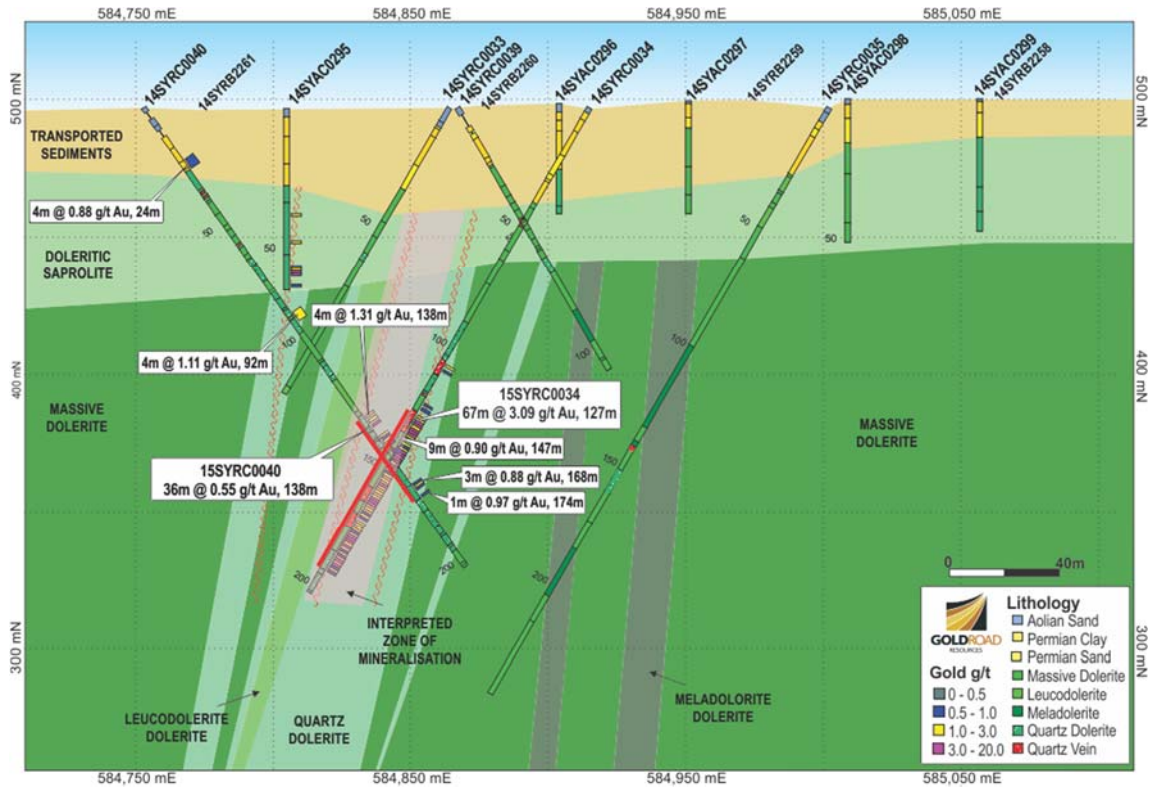 584,750 mE
584,850 mE
584,950 mE
585,050 mE
14SYRC0040
14SYRB2261
14SYAC0295
14SYRC0033
14SYRC0039
14SYRB2260
14SYAC0296
14SYRC0034
14SYAC0297
14SYRB2259
14SYRC0035
14SYAC0298
14SYAC0299
14SYRB2258
500 mN
500 mN
TRANSPORTED
SEDIMENTS
4m @ 0.88 g/t Au, 24m
50
50
50
50
50
50
50
DOLERITIC
SAPROLITE
4m @ 1.31 g/t Au, 138m
4m @ 1.11 g/t Au, 92m
100
100
100
100
400 mN
400 mN
15SYRC0034
67m @ 3.09 g/t Au, 127m
MASSIVE
DOLERITE
MASSIVE
DOLERITE
9m @ 0.90 g/t Au, 147m
15SYRC0040
36m @ 0.55 g/t Au, 138m
150
150
3m @ 0.88 g/t Au, 168m
1m @ 0.97 g/t Au, 174m
200
200
200
0
40m
INTERPRETED
ZONE OF
MINERALISATION
300 mN
300 mN
LEUCODOLERITE
DOLERITE
QUARTZ
DOLERITE
MELADOLORITE
DOLERITE
GOLDROAD
RESOURCES
Gold g/t
0 - 0.5
0.5 - 1.0
1.0 - 3.0
3.0 - 20.0
Lithology
Aolian Sand
Permian Clay
Permian Sand
Massive Dolerite
Leucodolerite
Meladolerite
Quartz Dolerite
Quartz Vein
584,750 mE
584,850 mE
584,950 mE
585,050 mE